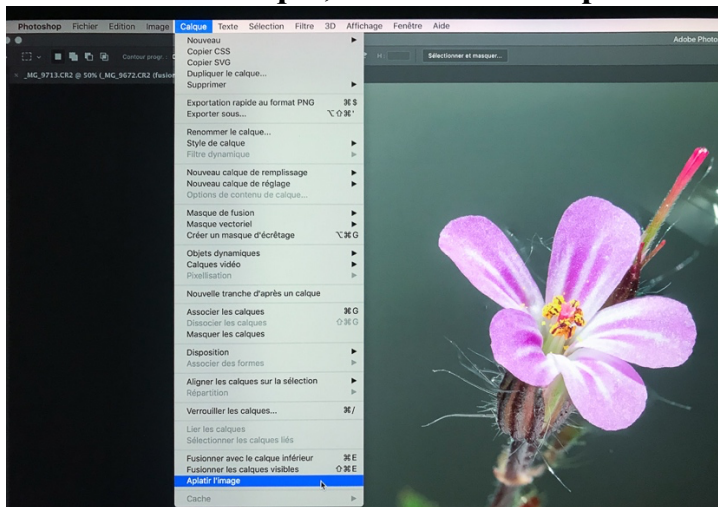 Photoshop Fichier Edition Image Calque Texte Sélection Filtre 3D Affichage Fenêtre Aide
Adobe Photo
Contour progr. :
Sélectionner et masquer...
_MG_9713.CR2 @ 50% (_MG_9672.CR2 (fusion
Nouveau
Copier CSS
Copier SVG
Dupliquer le calque...
Supprimer
Exportation rapide au format PNG ⌘$
Exporter sous... ⌥⇧⌘'
Renommer le calque...
Style de calque
Filtre dynamique
Nouveau calque de remplissage
Nouveau calque de réglage
Options de contenu de calque...
Masque de fusion
Masque vectoriel
Créer un masque d'écrêtage ⌥⌘G
Objets dynamiques
Calques vidéo
Pixellisation
Nouvelle tranche d'après un calque
Associer les calques ⌘G
Dissocier les calques ⇧⌘G
Masquer les calques
Disposition
Associer des formes
Aligner les calques sur la sélection
Répartition
Verrouiller les calques... ⌘/
Lier les calques
Sélectionner les calques liés
Fusionner avec le calque inférieur ⌘E
Fusionner les calques visibles ⇧⌘E
Aplatir l'image
Cache